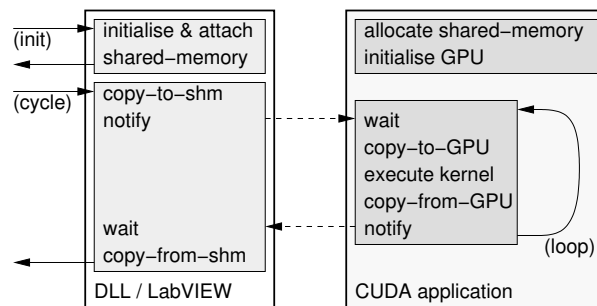 (init)
initialise & attach
shared-memory
(cycle)
copy-to-shm
notify
wait
copy-from-shm
DLL / LabVIEW
allocate shared-memory
initialise GPU
wait
copy-to-GPU
execute kernel
copy-from-GPU
notify
(loop)
CUDA application